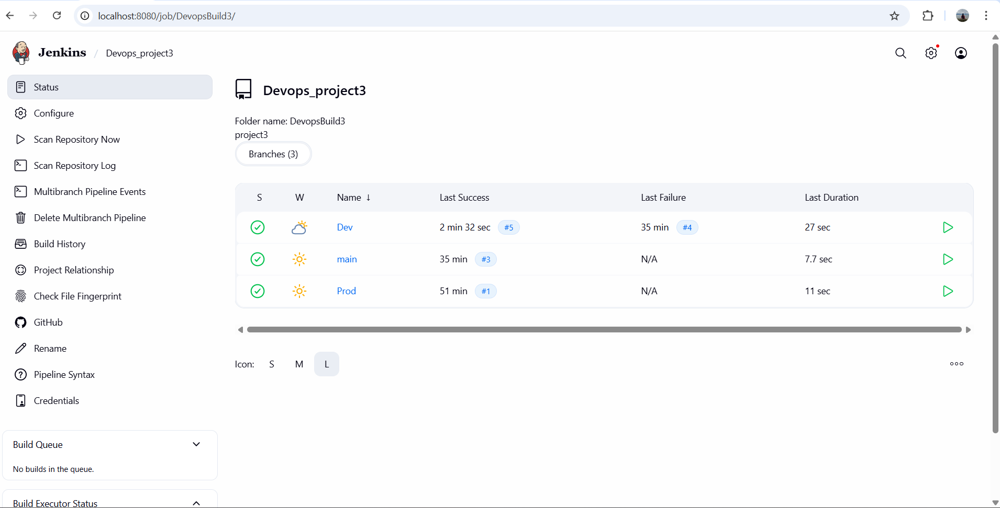 localhost:8080/job/DevopsBuild3/
Jenkins / Devops_project3
Status
Configure
Scan Repository Now
Scan Repository Log
Multibranch Pipeline Events
Delete Multibranch Pipeline
Build History
Project Relationship
Check File Fingerprint
GitHub
Rename
Pipeline Syntax
Credentials
Build Queue
No builds in the queue.
Build Executor Status
Devops_project3
Folder name: DevopsBuild3
project3
Branches (3)
S W Name ↓ Last Success Last Failure Last Duration
Dev 2 min 32 sec #5 35 min #4 27 sec
main 35 min #3 N/A 7.7 sec
Prod 51 min #1 N/A 11 sec
Icon: S M L